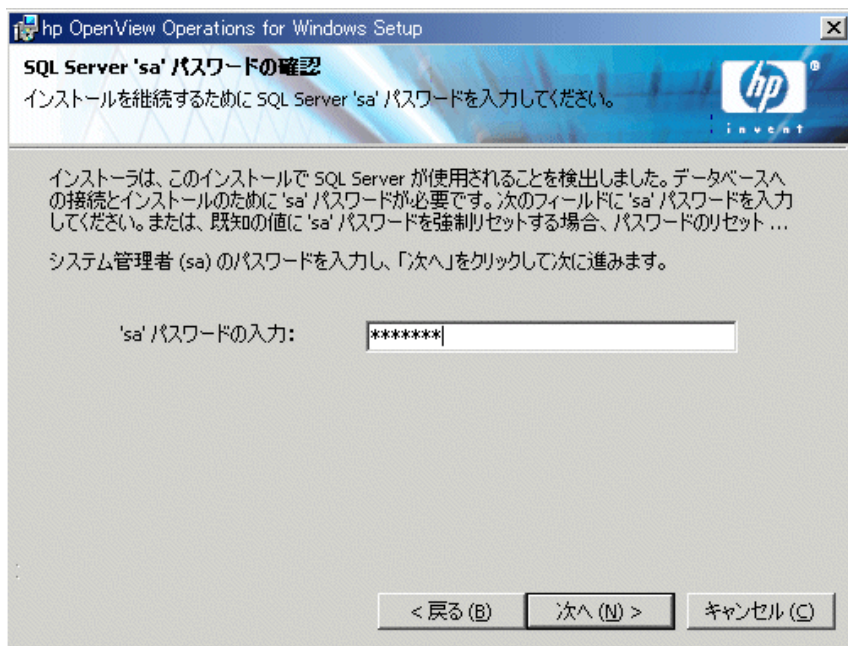 hp OpenView Operations for Windows Setup
SQL Server 'sa' パスワードの確認
インストールを継続するために SQL Server 'sa' パスワードを入力してください。
hp
®
invent
インストーラは、このインストールで SQL Server が使用されることを検出しました。データベースへ
の接続とインストールのために 'sa' パスワードが必要です。次のフィールドに 'sa' パスワードを入力
してください。または、既知の値に 'sa' パスワードを強制リセットする場合、パスワードのリセット ...
システム管理者 (sa) のパスワードを入力し、「次へ」をクリックして次に進みます。
'sa' パスワードの入力: *******
< 戻る (B) 次へ (N) > キャンセル (C)